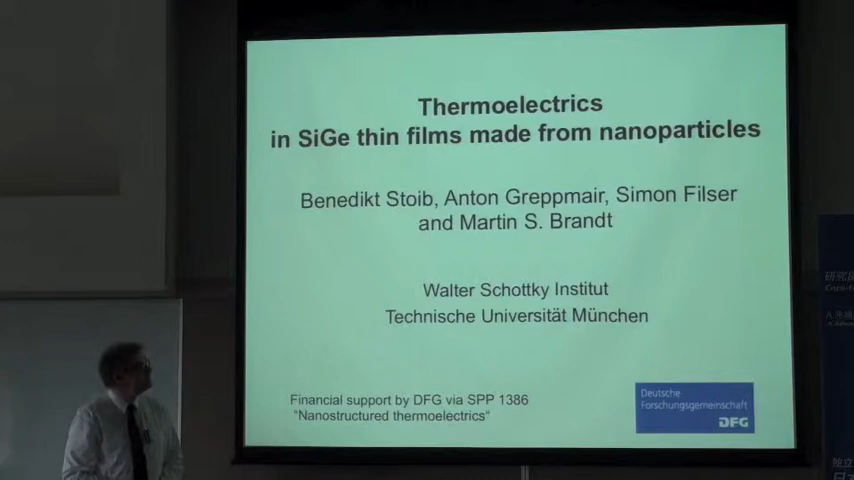 Thermoelectrics
in SiGe thin films made from nanoparticles
Benedikt Stoib, Anton Greppmair, Simon Filser
and Martin S. Brandt
Walter Schottky Institut
Technische Universität München
Financial support by DFG via SPP 1386
"Nanostructured thermoelectrics"
Deutsche
Forschungsgemeinschaft
DFG